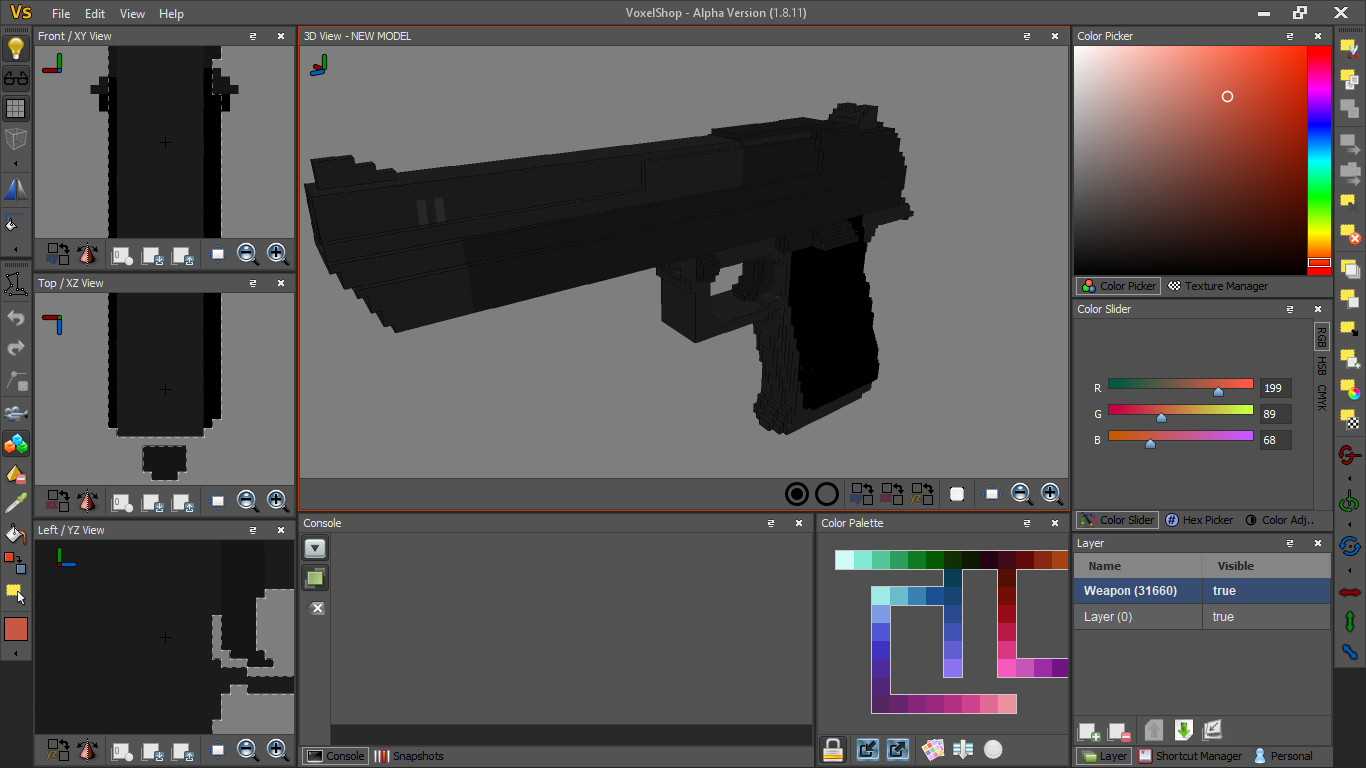 Vs File Edit View Help VoxelShop - Alpha Version (1.8.11)
Front / XY View
3D View - NEW MODEL
Color Picker
Top / XZ View
Color Picker Texture Manager
Color Slider
RGB
HSB
CMYK
R 199
G 89
B 68
Left / YZ View
Console
Color Palette
Color Slider Hex Picker Color Adj..
Layer
Name Visible
Weapon (31660) true
Layer (0) true
Console Snapshots
Layer Shortcut Manager Personal